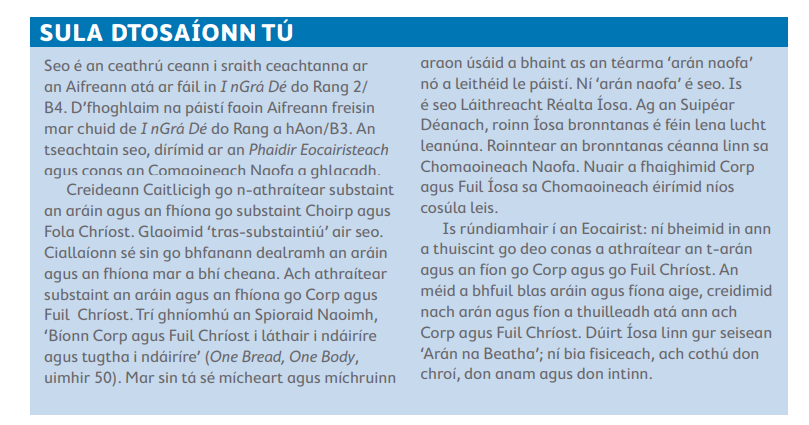 SULA DTOSAÍONN TÚ
Seo é an ceathrú ceann i sraith ceachtanna ar
an Aifreann atá ar fáil in I nGrá Dé do Rang 2/
B4. D’fhoghlaim na páistí faoin Aifreann freisin
mar chuid de I nGrá Dé do Rang a hAon/B3. An
tseachtain seo, dírímid ar an Phaidir Eocairisteach
agus conas an Comaoineach Naofa a ghlacadh.
Creideann Caitlicigh go n-athraítear substaint
an aráin agus an fhíona go substaint Choirp agus
Fola Chríost. Glaoimid ‘tras-substaintiú’ air seo.
Ciallaíonn sé sin go bhfanann dealramh an aráin
agus an fhíona mar a bhí cheana. Ach athraítear
substaint an aráin agus an fhíona go Corp agus
Fuil Chríost. Trí ghníomhú an Spioraid Naoimh,
‘Bíonn Corp agus Fuil Chríost i láthair i ndáiríre
agus tugtha i ndáiríre’ (One Bread, One Body,
uimhir 50). Mar sin tá sé mícheart agus míchruinn
araon úsáid a bhaint as an téarma ‘arán naofa’
nó a leithéid le páistí. Ní ‘arán naofa’ é seo. Is
é seo Láithreacht Réalta Íosa. Ag an Suipéar
Déanach, roinn Íosa bronntanas é féin lena lucht
leanúna. Roinntear an bronntanas céanna linn sa
Chomaoineach Naofa. Nuair a fhaighimid Corp
agus Fuil Íosa sa Chomaoineach éirímid níos
cosúla leis.
Is rúndiamhair í an Eocairist: ní bheimid in ann
a thuiscint go deo conas a athraítear an t-arán
agus an fíon go Corp agus go Fuil Chríost. An
méid a bhfuil blas aráin agus fíona aige, creidimid
nach arán agus fíon a thuilleadh atá ann ach
Corp agus Fuil Chríost. Dúirt Íosa linn gur seisean
‘Arán na Beatha’; ní bia fisiceach, ach cothú don
chroí, don anam agus don intinn.